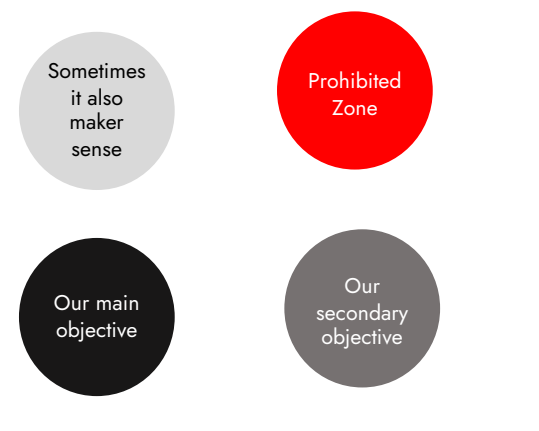 Sometimes
it also
maker
sense
Prohibited
Zone
Our main
objective
Our
secondary
objective